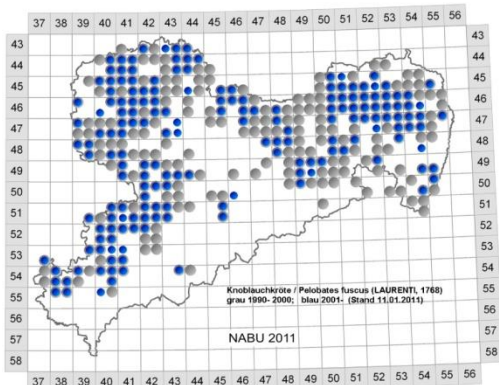 37 38 39 40 41 42 43 44 45 46 47 48 49 50 51 52 53 54 55 56
43 43
44 44
45 45
46 46
47 47
48 48
49 49
50 50
51 51
52 52
53 53
54 54
Knoblauchkröte / Pelobates fuscus (LAURENTI, 1768)
55 grau 1990- 2000; blau 2001- (Stand 11.01.2011) 55
56 56
57 NABU 2011 57
58 58
37 38 39 40 41 42 43 44 45 46 47 48 49 50 51 52 53 54 55 56